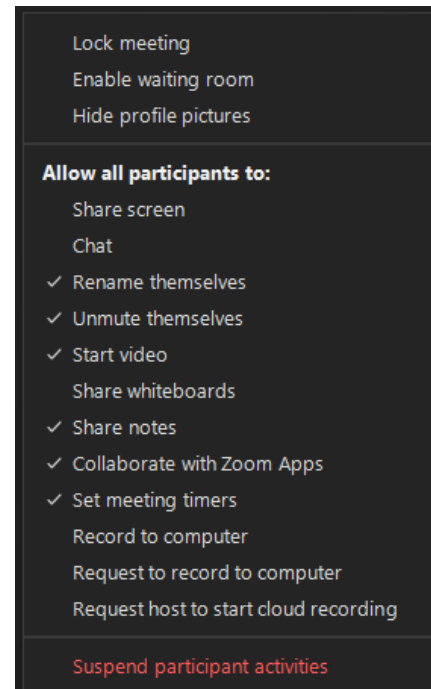 Lock meeting
Enable waiting room
Hide profile pictures
Allow all participants to:
Share screen
Chat
✓ Rename themselves
✓ Unmute themselves
✓ Start video
Share whiteboards
✓ Share notes
✓ Collaborate with Zoom Apps
✓ Set meeting timers
Record to computer
Request to record to computer
Request host to start cloud recording
Suspend participant activities